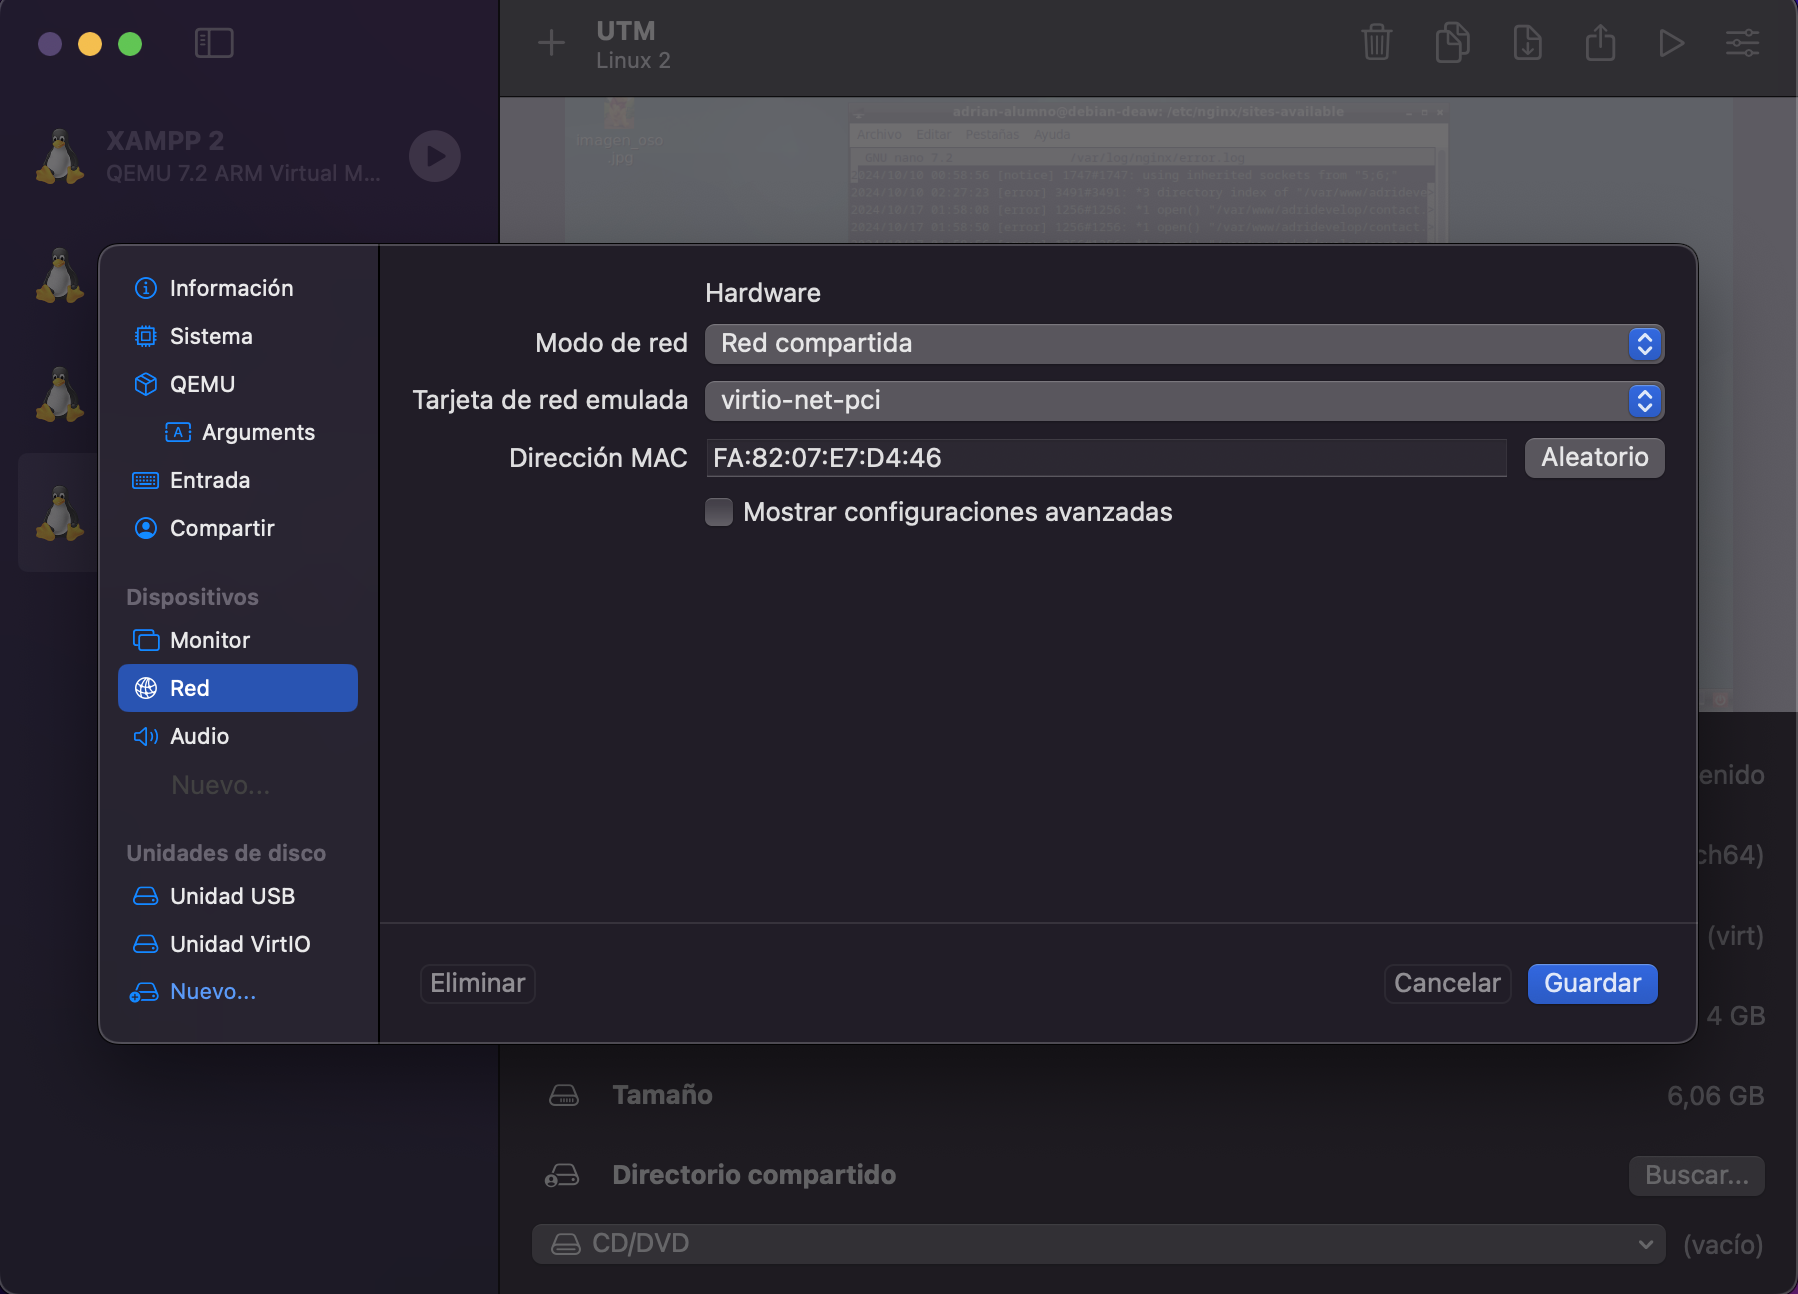 UTM
Linux 2
XAMPP 2
QEMU 7.2 ARM Virtual M...
adrian-alumno@debian-deaw: /etc/nginx/sites-available
Archivo Editar Pestañas Ayuda
imagen_oso
.jpg
GNU nano 7.2 /var/log/nginx/error.log
2024/10/10 00:58:56 [notice] 1747#1747: using inherited sockets from "5;6;"
2024/10/10 02:27:23 [error] 3491#3491: *3 directory index of "/var/www/adrideve>
2024/10/17 01:58:08 [error] 1256#1256: *1 open() "/var/www/adridevelop/contact.
2024/10/17 01:58:50 [error] 1256#1256: *1 open() "/var/www/adridevelop/contact.
Información
Sistema
QEMU
Arguments
Entrada
Compartir
Dispositivos
Monitor
Red
Audio
Nuevo...
Unidades de disco
Unidad USB
Unidad VirtIO
Nuevo...
Hardware
Modo de red Red compartida
Tarjeta de red emulada virtio-net-pci
Dirección MAC FA:82:07:E7:D4:46 Aleatorio
Mostrar configuraciones avanzadas
Eliminar
Cancelar
Guardar
enido
ch64)
(virt)
4 GB
Tamaño 6,06 GB
Directorio compartido Buscar...
CD/DVD (vacío)